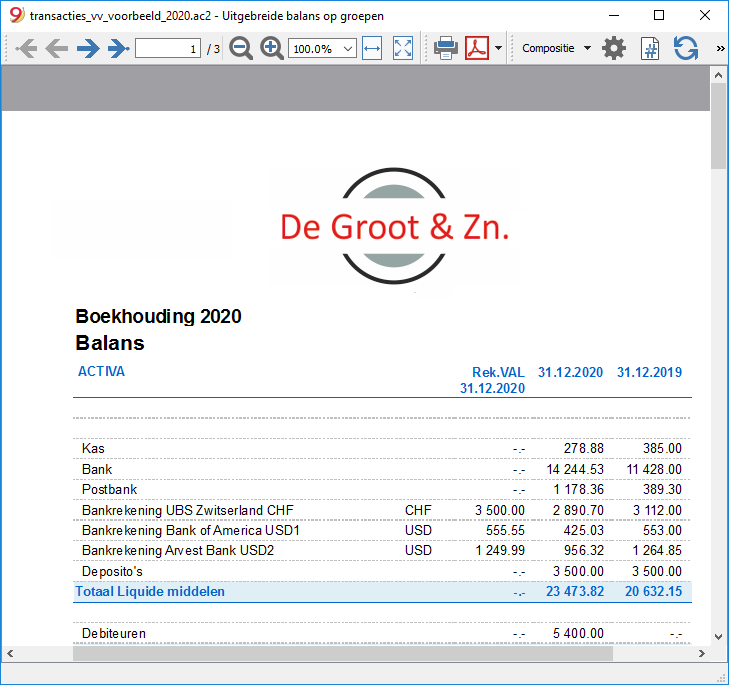 transacties_vv_voorbeeld_2020.ac2 - Uitgebreide balans op groepen
1 / 3 100.0% Compositie # »
De Groot & Zn.
Boekhouding 2020
Balans
ACTIVA Rek.VAL 31.12.2020 31.12.2019
31.12.2020
Kas -.- 278.88 385.00
Bank -.- 14 244.53 11 428.00
Postbank -.- 1 178.36 389.30
Bankrekening UBS Zwitserland CHF CHF 3 500.00 2 890.70 3 112.00
Bankrekening Bank of America USD1 USD 555.55 425.03 553.00
Bankrekening Arvest Bank USD2 USD 1 249.99 956.32 1 264.85
Deposito's -.- 3 500.00 3 500.00
Totaal Liquide middelen -.- 23 473.82 20 632.15
Debiteuren -.- 5 400.00 -.-